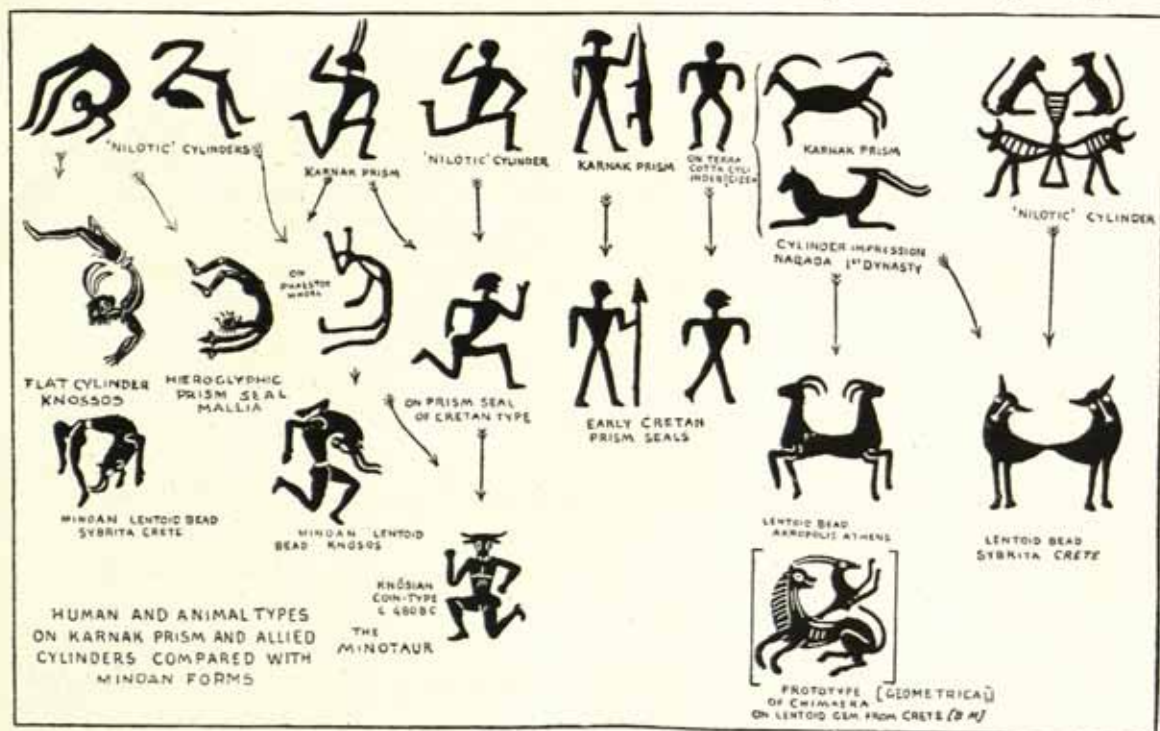 'NILOTIC' CYLINDERS
KARNAK PRISM
'NILOTIC' CYLINDER
KARNAK PRISM
ON TERRA
COTTA CYLI
INDER:GIZEH
KARNAK PRISM
CYLINDER IMPRESSION
NAQADA 1ST DYNASTY
'NILOTIC' CYLINDER
FLAT CYLINDER
KNOSSOS
HIEROGLYPHIC
PRISM SEAL
MALLIA
ON
PHAESTOS
WHORL
ON PRISM SEAL
OF CRETAN TYPE
EARLY CRETAN
PRISM SEALS
MINOAN LENTOID BEAD
SYBRITA CRETE
MINOAN LENTOID
BEAD KNOSOS
LENTOID BEAD
AKROPOLIS ATHENS
LENTOID BEAD
SYBRITA CRETE
KNÖSIAN
COIN-TYPE
C 480 BC
THE
MINOTAUR
HUMAN AND ANIMAL TYPES
ON KARNAK PRISM AND ALLIED
CYLINDERS COMPARED WITH
MINOAN FORMS
PROTOTYPE [GEOMETRICAL]
OF CHIMAERA
ON LENTOID GEM FROM CRETE [B M]